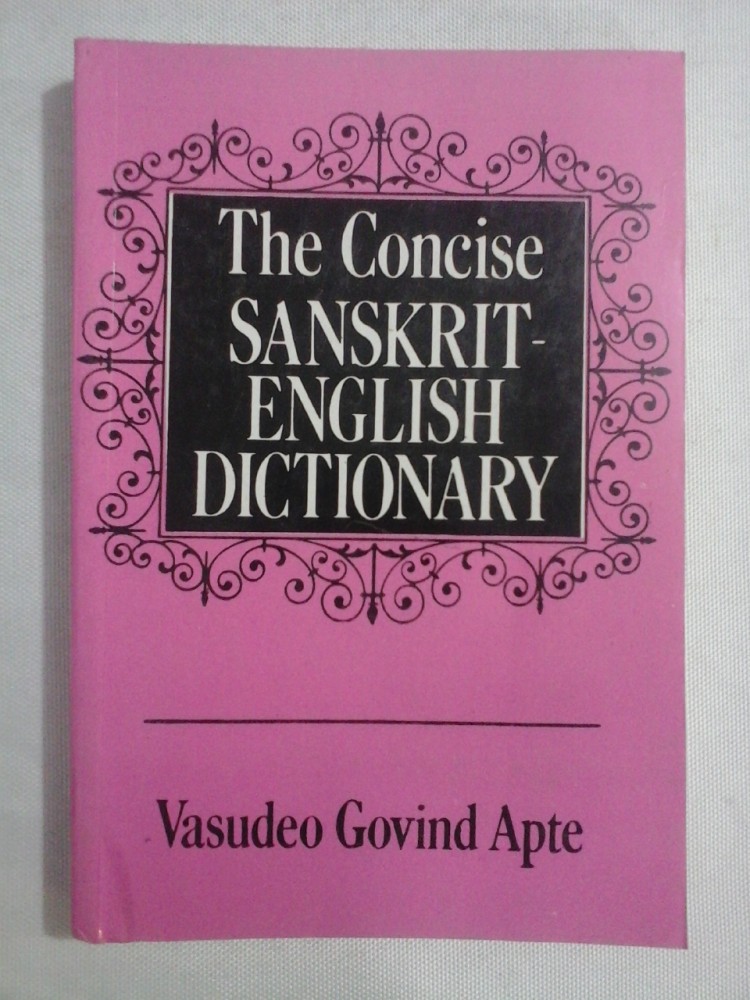 The Concise
SANSKRIT-
ENGLISH
DICTIONARY
Vasudeo Govind Apte